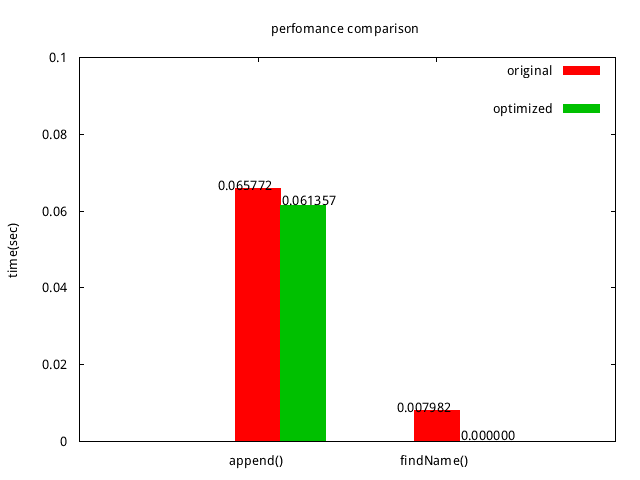 perfomance comparison
original
optimized
0.1
0.08
0.06
0.04
0.02
0
time(sec)
0.065772
0.061357
0.007982
0.000000
append()
findName()